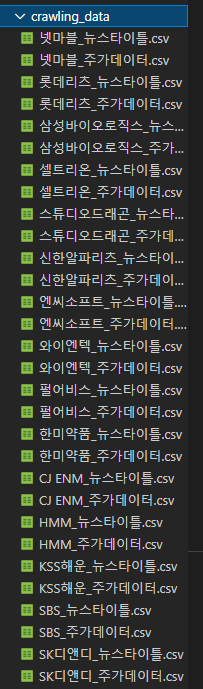 crawling_data
넷마블_뉴스타이틀.csv
넷마블_주가데이터.csv
롯데리츠_뉴스타이틀.csv
롯데리츠_주가데이터.csv
삼성바이오로직스_뉴스...
삼성바이오로직스_주가...
셀트리온_뉴스타이틀.csv
셀트리온_주가데이터.csv
스튜디오드래곤_뉴스타...
스튜디오드래곤_주가데...
신한알파리츠_뉴스타이...
신한알파리츠_주가데이...
엔씨소프트_뉴스타이틀....
엔씨소프트_주가데이터....
와이엔텍_뉴스타이틀.csv
와이엔텍_주가데이터.csv
펄어비스_뉴스타이틀.csv
펄어비스_주가데이터.csv
한미약품_뉴스타이틀.csv
한미약품_주가데이터.csv
CJ ENM_뉴스타이틀.csv
CJ ENM_주가데이터.csv
HMM_뉴스타이틀.csv
HMM_주가데이터.csv
KSS해운_뉴스타이틀.csv
KSS해운_주가데이터.csv
SBS_뉴스타이틀.csv
SBS_주가데이터.csv
SK디앤디_뉴스타이틀.csv
SK디앤디_주가데이터.csv